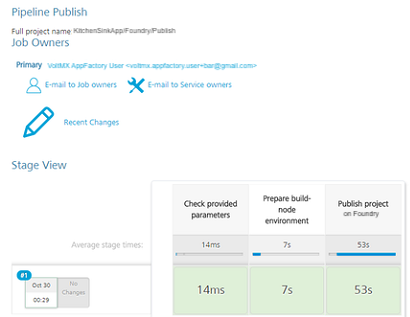 Pipeline Publish
Full project name: KitchenSinkApp/Foundry/Publish
Job Owners
Primary VoltMX AppFactory User <voltmx.appfactory.user+bar@gmail.com>
E-mail to Job owners E-mail to Service owners
Recent Changes
Stage View
Check provided parameters
Prepare build-node environment
Publish project on Foundry
Average stage times: 14ms 7s 53s
#1
Oct 30
00:29
No Changes
14ms 7s 53s